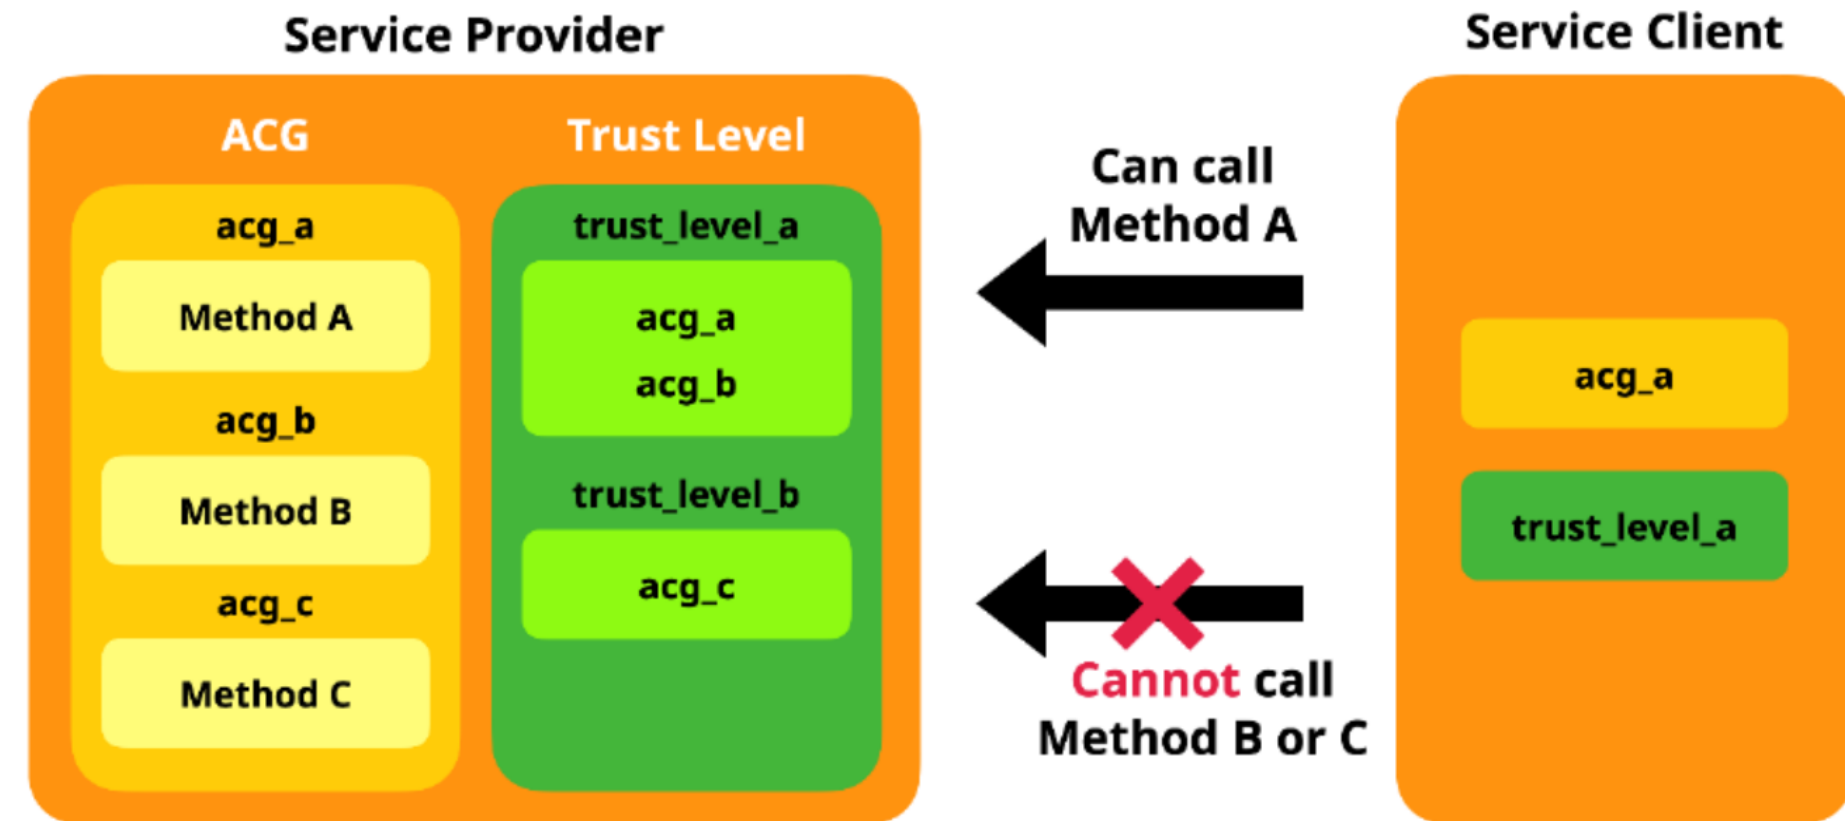 Service Provider
ACG
acg_a
Method A
acg_b
Method B
acg_c
Method C
Trust Level
trust_level_a
acg_a
acg_b
trust_level_b
acg_c
Can call
Method A
Cannot call
Method B or C
Service Client
acg_a
trust_level_a